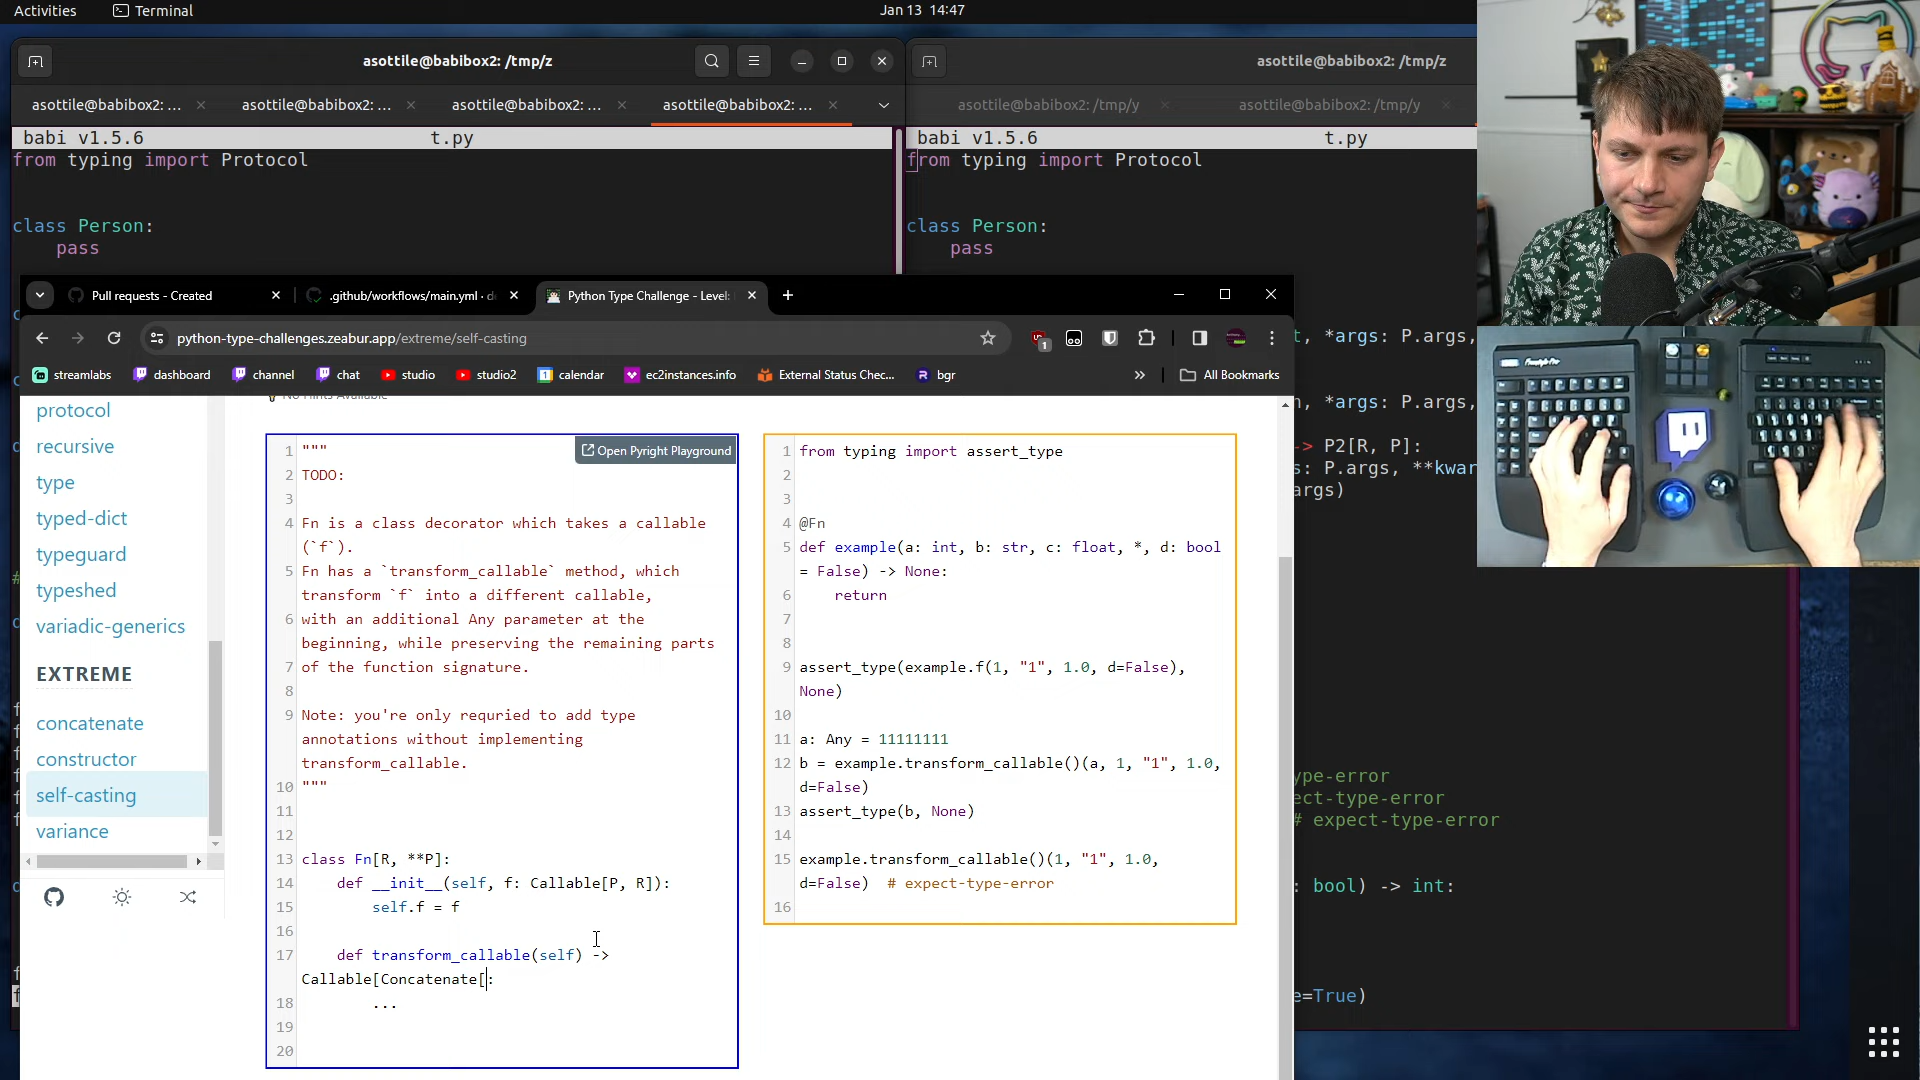 Activities
Terminal
Jan 13 14:47
asottile@babibox2: /tmp/z
asottile@babibox2: /tmp/z
asottile@babibox2: ...
asottile@babibox2: ...
asottile@babibox2: ...
asottile@babibox2: ...
asottile@babibox2: /tmp/y
asottile@babibox2: /tmp/y
babi v1.5.6 t.py
babi v1.5.6 t.py
from typing import Protocol
from typing import Protocol
class Person:
class Person:
pass
pass
t, *args: P.args,
n, *args: P.args,
-> P2[R, P]:
s: P.args, **kwar
args)
ype-error
ect-type-error
# expect-type-error
: bool) -> int:
e=True)
Pull requests - Created
.github/workflows/main.yml · d
Python Type Challenge - Level:
python-type-challenges.zeabur.app/extreme/self-casting
1
streamlabs
dashboard
channel
chat
studio
studio2
calendar
ec2instances.info
External Status Chec...
bgr
»
All Bookmarks
No Hints Available
protocol
recursive
type
typed-dict
typeguard
typeshed
variadic-generics
EXTREME
concatenate
constructor
self-casting
variance
Open Pyright Playground
1 """
2 TODO:
3
4 Fn is a class decorator which takes a callable
(`f`).
5 Fn has a `transform_callable` method, which
transform `f` into a different callable,
6 with an additional Any parameter at the
beginning, while preserving the remaining parts
7 of the function signature.
8
9 Note: you're only requried to add type
annotations without implementing
transform_callable.
10 """
11
12
13 class Fn[R, **P]:
14 def __init__(self, f: Callable[P, R]):
15 self.f = f
16
17 def transform_callable(self) ->
Callable[Concatenate[:
18 ...
19
20
1 from typing import assert_type
2
3
4 @Fn
5 def example(a: int, b: str, c: float, *, d: bool
= False) -> None:
6 return
7
8
9 assert_type(example.f(1, "1", 1.0, d=False),
None)
10
11 a: Any = 11111111
12 b = example.transform_callable()(a, 1, "1", 1.0,
d=False)
13 assert_type(b, None)
14
15 example.transform_callable()(1, "1", 1.0,
d=False) # expect-type-error
16